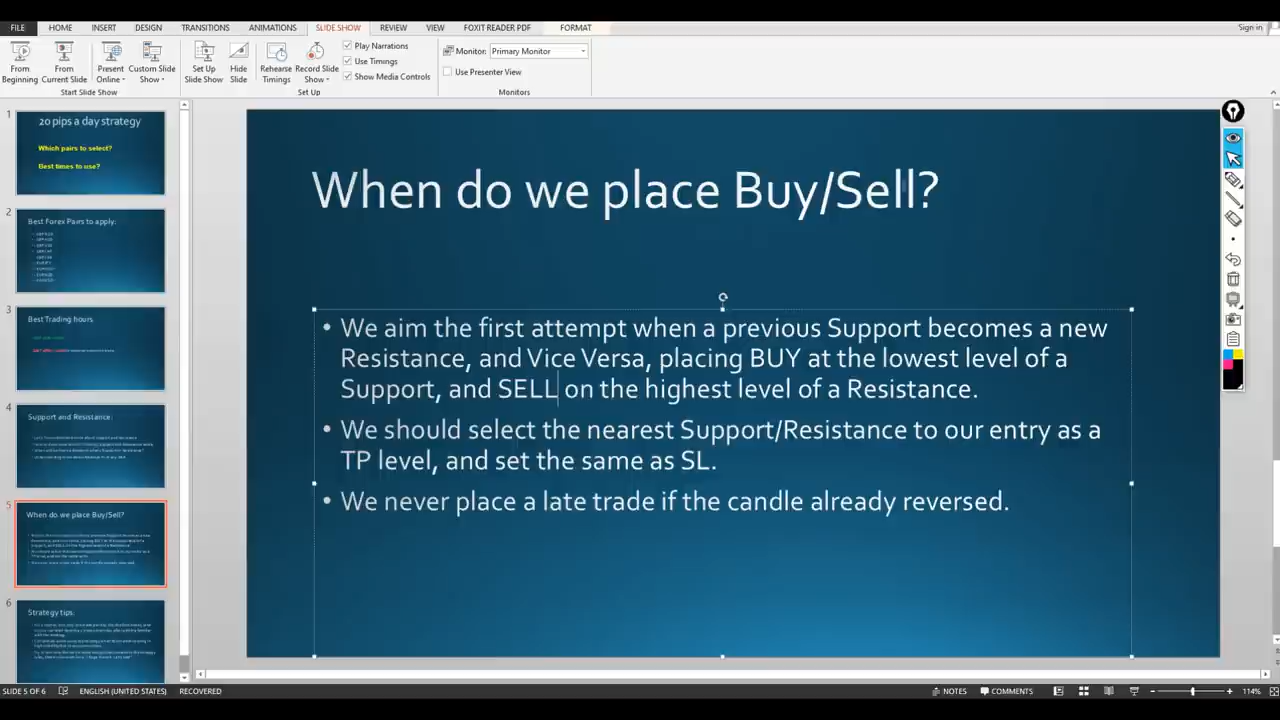 FILE HOME INSERT DESIGN TRANSITIONS ANIMATIONS SLIDE SHOW REVIEW VIEW FOXIT READER PDF FORMAT Sign in
From Beginning
From Current Slide
Present Online
Custom Slide Show
Set Up Slide Show
Hide Slide
Rehearse Timings
Record Slide Show
Play Narrations
Use Timings
Show Media Controls
Monitor: Primary Monitor
Use Presenter View
Start Slide Show
Set Up
Monitors
1
20 pips a day strategy
Which pairs to select?
Best times to use?
2
Best Forex Pairs to apply:
3
Best Trading hours
4
Support and Resistance:
5
When do we place Buy/Sell?
6
Strategy tips:
When do we place Buy/Sell?
• We aim the first attempt when a previous Support becomes a new
Resistance, and Vice Versa, placing BUY at the lowest level of a
Support, and SELL on the highest level of a Resistance.
• We should select the nearest Support/Resistance to our entry as a
TP level, and set the same as SL.
• We never place a late trade if the candle already reversed.
SLIDE 5 OF 6 ENGLISH (UNITED STATES) RECOVERED NOTES COMMENTS 114%